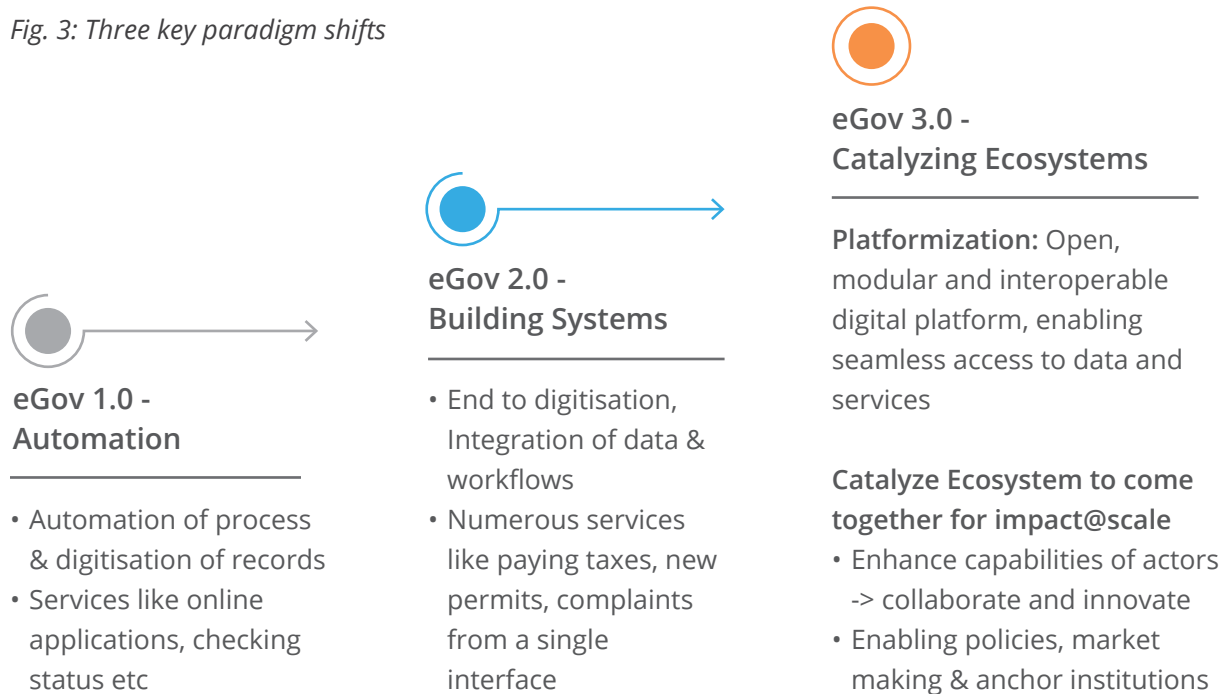 Fig. 3: Three key paradigm shifts
eGov 1.0 -
Automation
• Automation of process
& digitisation of records
• Services like online
applications, checking
status etc
eGov 2.0 -
Building Systems
• End to digitisation,
Integration of data &
workflows
• Numerous services
like paying taxes, new
permits, complaints
from a single
interface
eGov 3.0 -
Catalyzing Ecosystems
Platformization: Open,
modular and interoperable
digital platform, enabling
seamless access to data and
services
Catalyze Ecosystem to come
together for impact@scale
• Enhance capabilities of actors
-> collaborate and innovate
• Enabling policies, market
making & anchor institutions